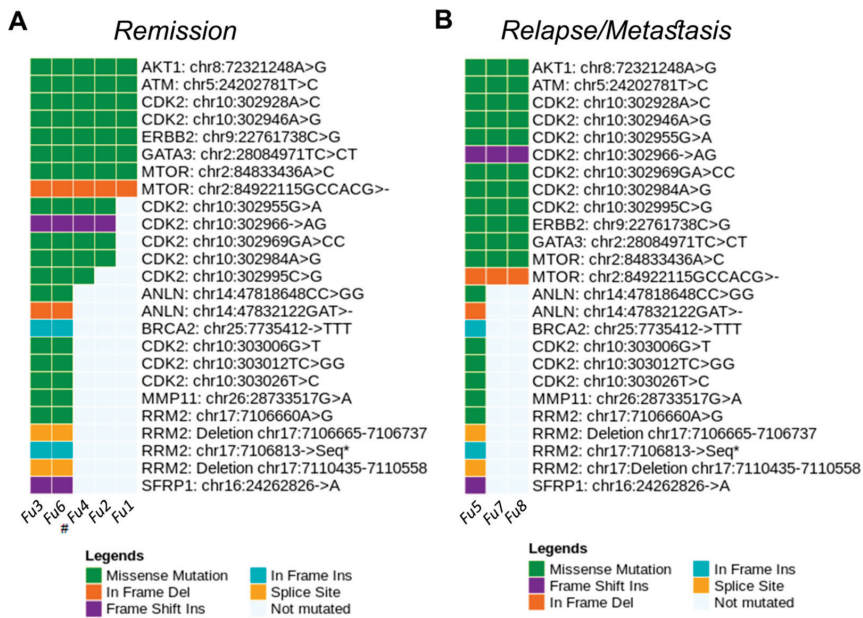 A
Remission
AKT1: chr8:72321248A>G
ATM: chr5:24202781T>C
CDK2: chr10:302928A>C
CDK2: chr10:302946A>G
ERBB2: chr9:22761738C>G
GATA3: chr2:28084971TC>CT
MTOR: chr2:84833436A>C
MTOR: chr2:84922115GCCACG>-
CDK2: chr10:302955G>A
CDK2: chr10:302966->AG
CDK2: chr10:302969GA>CC
CDK2: chr10:302984A>G
CDK2: chr10:302995C>G
ANLN: chr14:47818648CC>GG
ANLN: chr14:47832122GAT>-
BRCA2: chr25:7735412->TTT
CDK2: chr10:303006G>T
CDK2: chr10:303012TC>GG
CDK2: chr10:303026T>C
MMP11: chr26:28733517G>A
RRM2: chr17:7106660A>G
RRM2: Deletion chr17:7106665-7106737
RRM2: chr17:7106813->Seq*
RRM2: Deletion chr17:7110435-7110558
SFRP1: chr16:24262826->A
Fu3 Fu6 Fu4 Fu2 Fu1
#
Legends
Missense Mutation
In Frame Del
Frame Shift Ins
In Frame Ins
Splice Site
Not mutated
B
Relapse/Metastasis
AKT1: chr8:72321248A>G
ATM: chr5:24202781T>C
CDK2: chr10:302928A>C
CDK2: chr10:302946A>G
CDK2: chr10:302955G>A
CDK2: chr10:302966->AG
CDK2: chr10:302969GA>CC
CDK2: chr10:302984A>G
CDK2: chr10:302995C>G
ERBB2: chr9:22761738C>G
GATA3: chr2:28084971TC>CT
MTOR: chr2:84833436A>C
MTOR: chr2:84922115GCCACG>-
ANLN: chr14:47818648CC>GG
ANLN: chr14:47832122GAT>-
BRCA2: chr25:7735412->TTT
CDK2: chr10:303006G>T
CDK2: chr10:303012TC>GG
CDK2: chr10:303026T>C
MMP11: chr26:28733517G>A
RRM2: chr17:7106660A>G
RRM2: Deletion chr17:7106665-7106737
RRM2: chr17:7106813->Seq*
RRM2: chr17:Deletion chr17:7110435-7110558
SFRP1: chr16:24262826->A
Fu5 Fu7 Fu8
Legends
Missense Mutation
Frame Shift Ins
In Frame Del
In Frame Ins
Splice Site
Not mutated